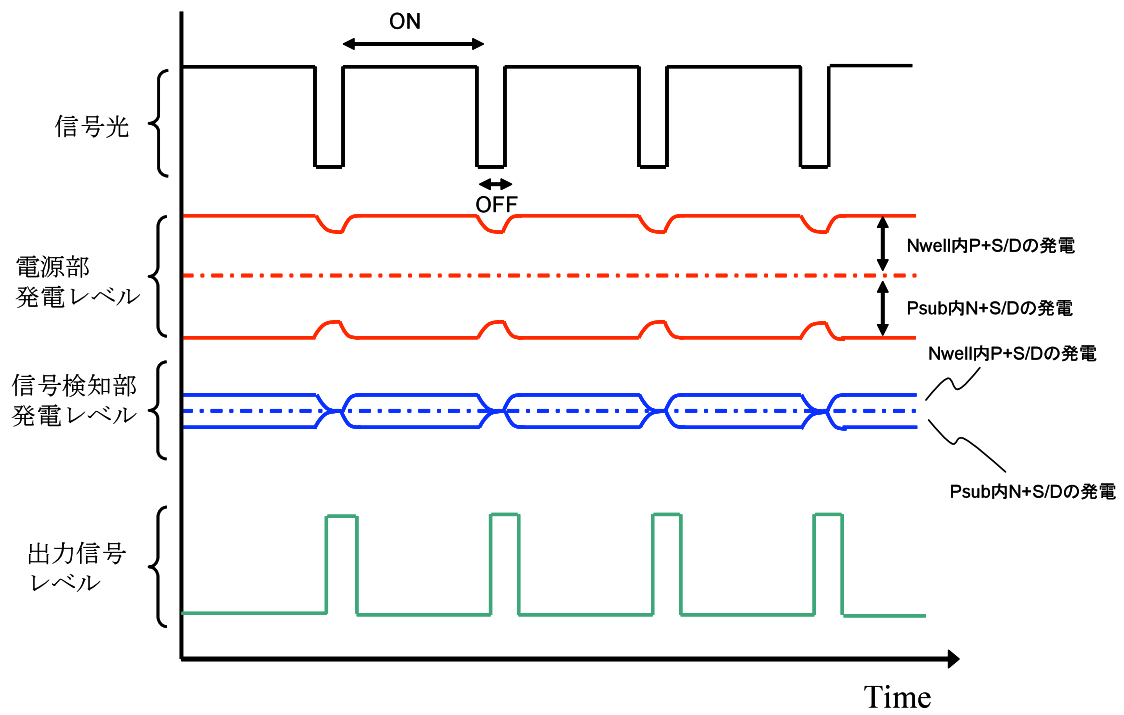 ON
信号光
OFF
電源部
発電レベル
Nwell内P+S/Dの発電
Psub内N+S/Dの発電
Nwell内P+S/Dの発電
信号検知部
発電レベル
Psub内N+S/Dの発電
出力信号
レベル
Time